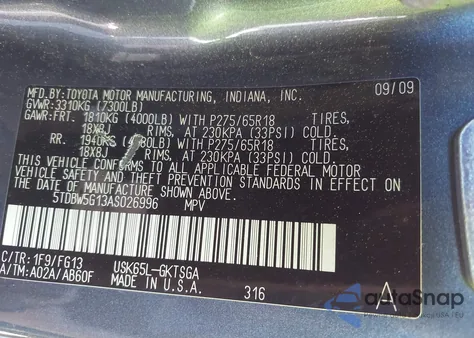 MFD.BY:TOYOTA MOTOR MANUFACTURING, INDIANA, INC. 09/09
GVWR:3310KG (7300LB)
GAWR:FRT. 1810KG (4000LB) WITH P275/65R18 TIRES,
18X8J RIMS, AT 230KPA (33PSI) COLD.
RR. WITH P275/65R18 TIRES,
18X8J RIMS, AT 230KPA (33PSI) COLD.
THIS VEHICLE CONFORMS TO ALL APPLICABLE FEDERAL MOTOR
VEHICLE SAFETY AND THEFT PREVENTION STANDARDS IN EFFECT
ON THE DATE OF MANUFACTURE SHOWN ABOVE.
5TDBW5G13AS026996 MPV
C/TR:1F9/FG13 USK65L-GKTSGA
A/TM:A02A/AB60F MADE IN U.S.A. 316 A
autoSnap